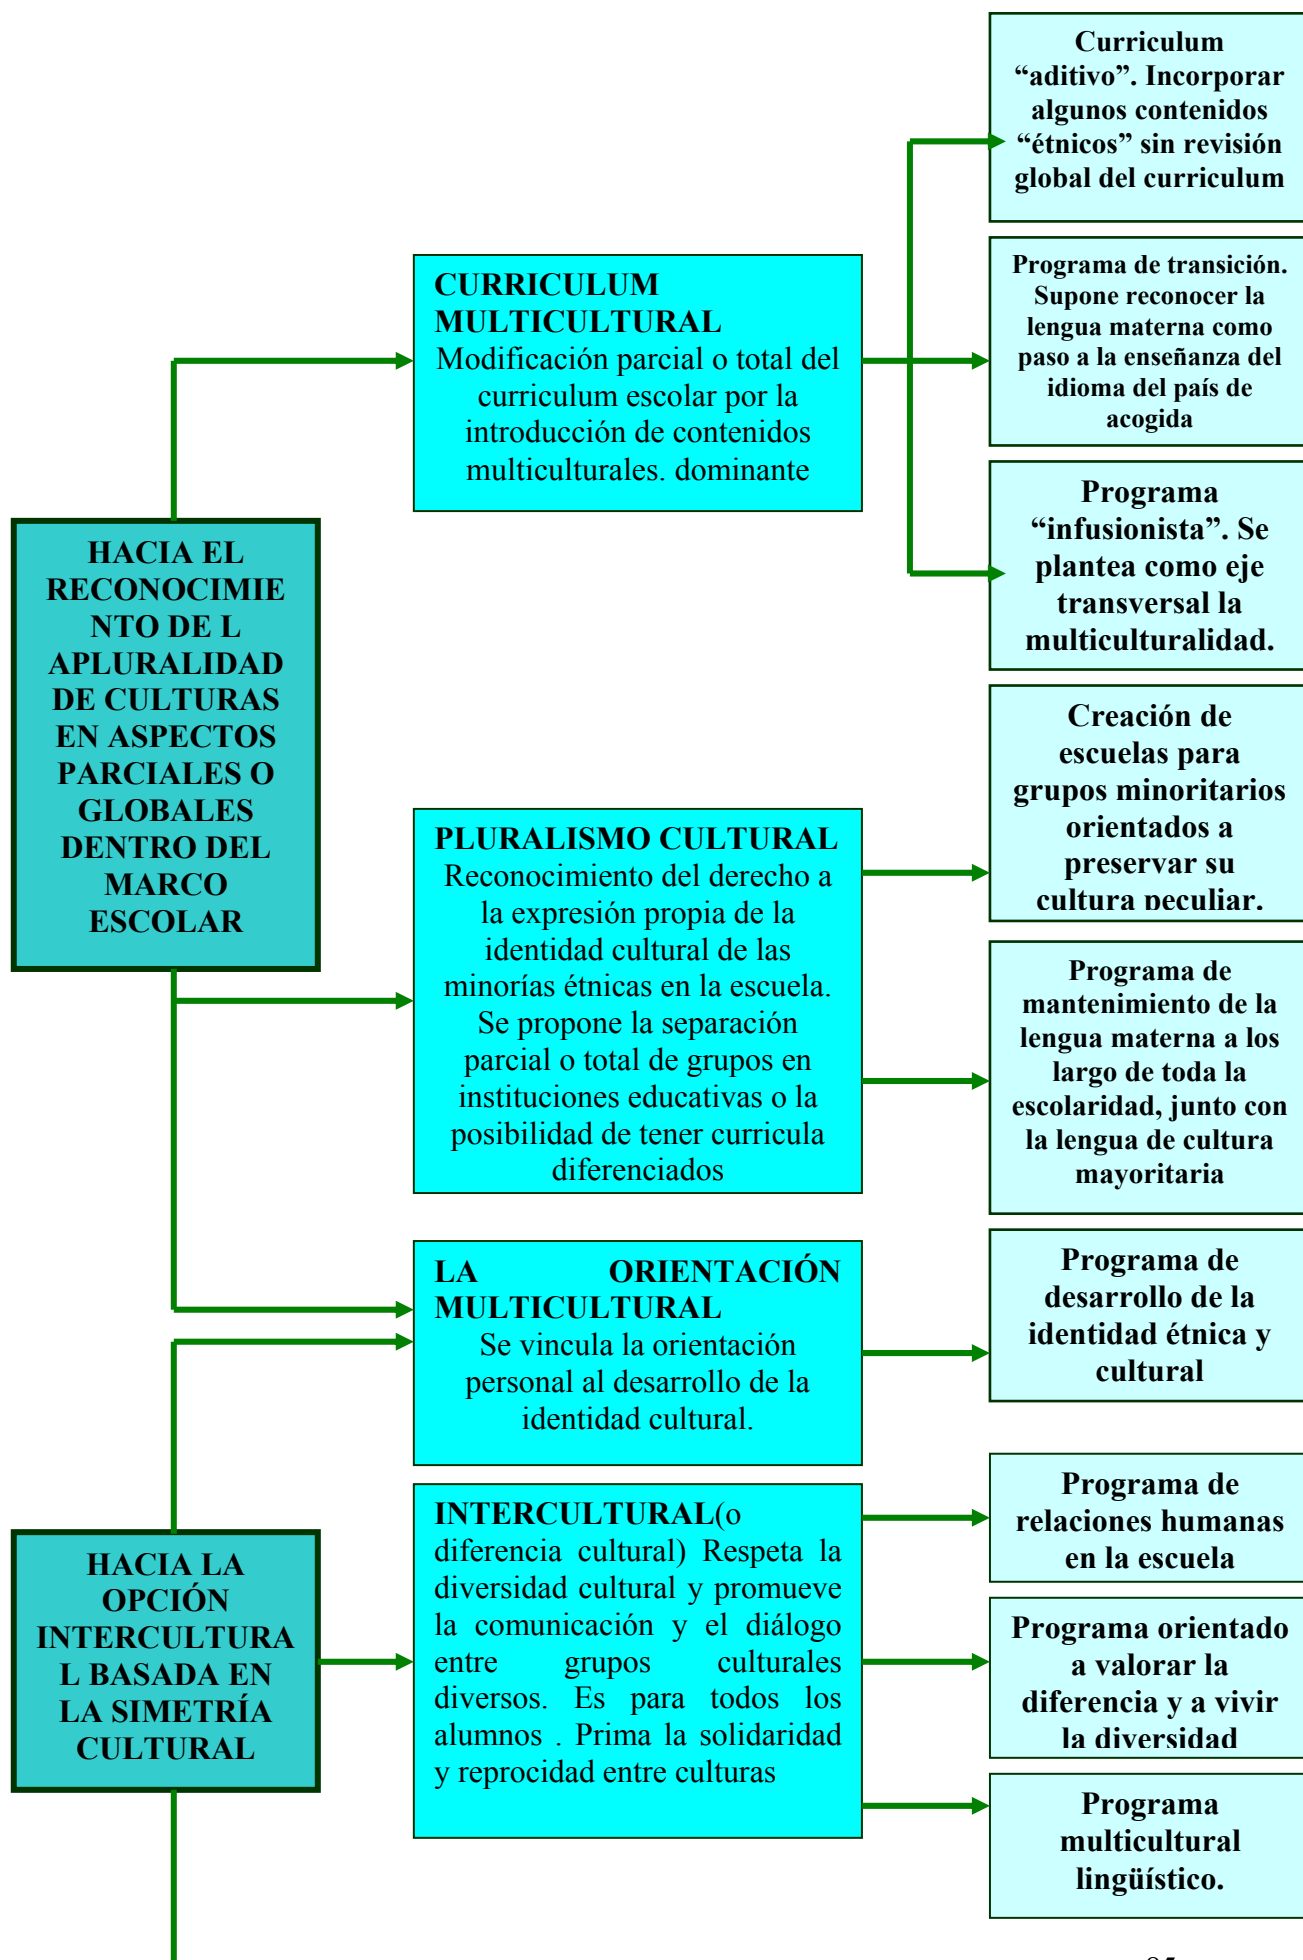 Curriculum
“aditivo”. Incorporar
algunos contenidos
“étnicos” sin revisión
global del curriculum
Programa de transición.
Supone reconocer la
lengua materna como
paso a la enseñanza del
idioma del país de
acogida
CURRICULUM
MULTICULTURAL
Modificación parcial o total del
curriculum escolar por la
introducción de contenidos
multiculturales. dominante
Programa
“infusionista”. Se
plantea como eje
transversal la
multiculturalidad.
HACIA EL
RECONOCIMIE
NTO DE L
APLURALIDAD
DE CULTURAS
EN ASPECTOS
PARCIALES O
GLOBALES
DENTRO DEL
MARCO
ESCOLAR
Creación de
escuelas para
grupos minoritarios
orientados a
preservar su
cultura peculiar.
PLURALISMO CULTURAL
Reconocimiento del derecho a
la expresión propia de la
identidad cultural de las
minorías étnicas en la escuela.
Se propone la separación
parcial o total de grupos en
instituciones educativas o la
posibilidad de tener curricula
diferenciados
Programa de
mantenimiento de la
lengua materna a los
largo de toda la
escolaridad, junto con
la lengua de cultura
mayoritaria
LA ORIENTACIÓN
MULTICULTURAL
Se vincula la orientación
personal al desarrollo de la
identidad cultural.
Programa de
desarrollo de la
identidad étnica y
cultural
HACIA LA
OPCIÓN
INTERCULTURA
L BASADA EN
LA SIMETRÍA
CULTURAL
INTERCULTURAL(o
diferencia cultural) Respeta la
diversidad cultural y promueve
la comunicación y el diálogo
entre grupos culturales
diversos. Es para todos los
alumnos . Prima la solidaridad
y reprocidad entre culturas
Programa de
relaciones humanas
en la escuela
Programa orientado
a valorar la
diferencia y a vivir
la diversidad
Programa
multicultural
lingüístico.